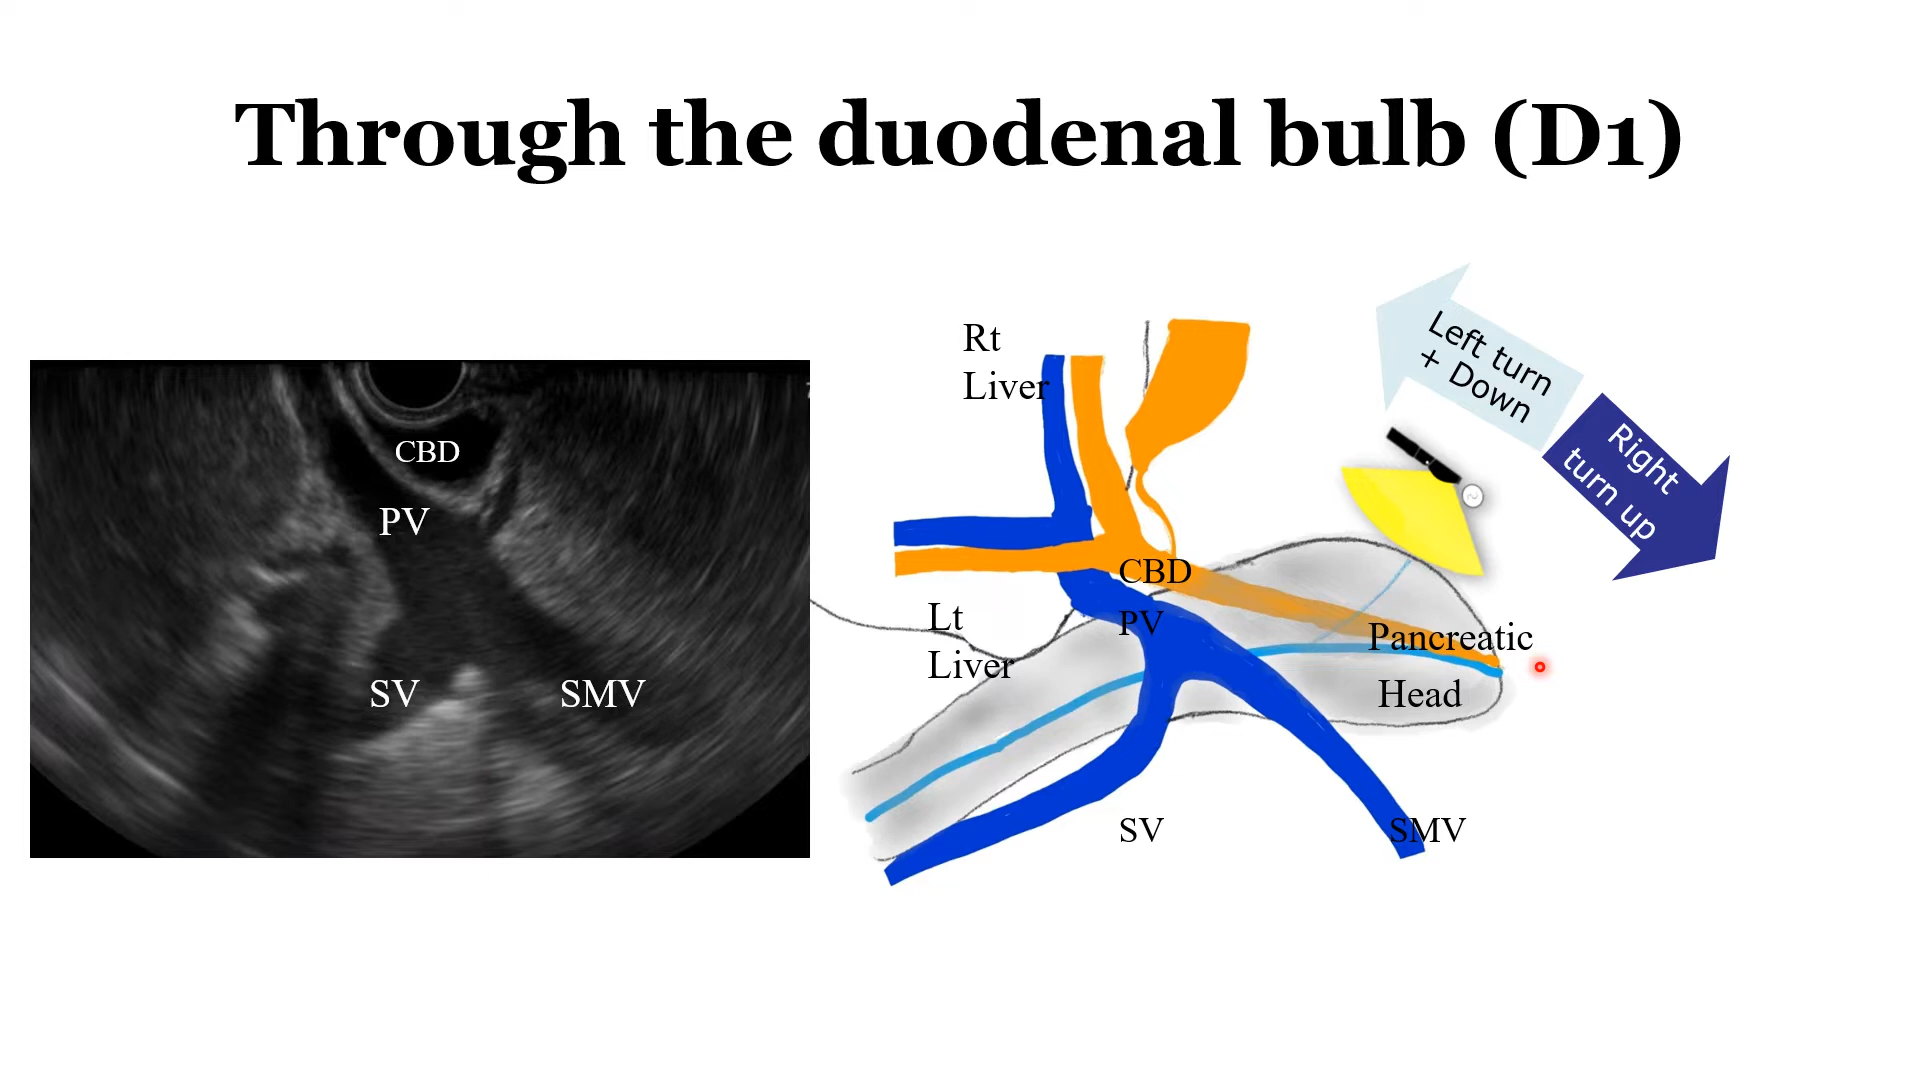 Through the duodenal bulb (D1)
CBD
PV
SV
SMV
Rt
Liver
Lt
Liver
CBD
PV
Pancreatic
Head
SV
SMV
Left turn
+ Down
Right
turn up